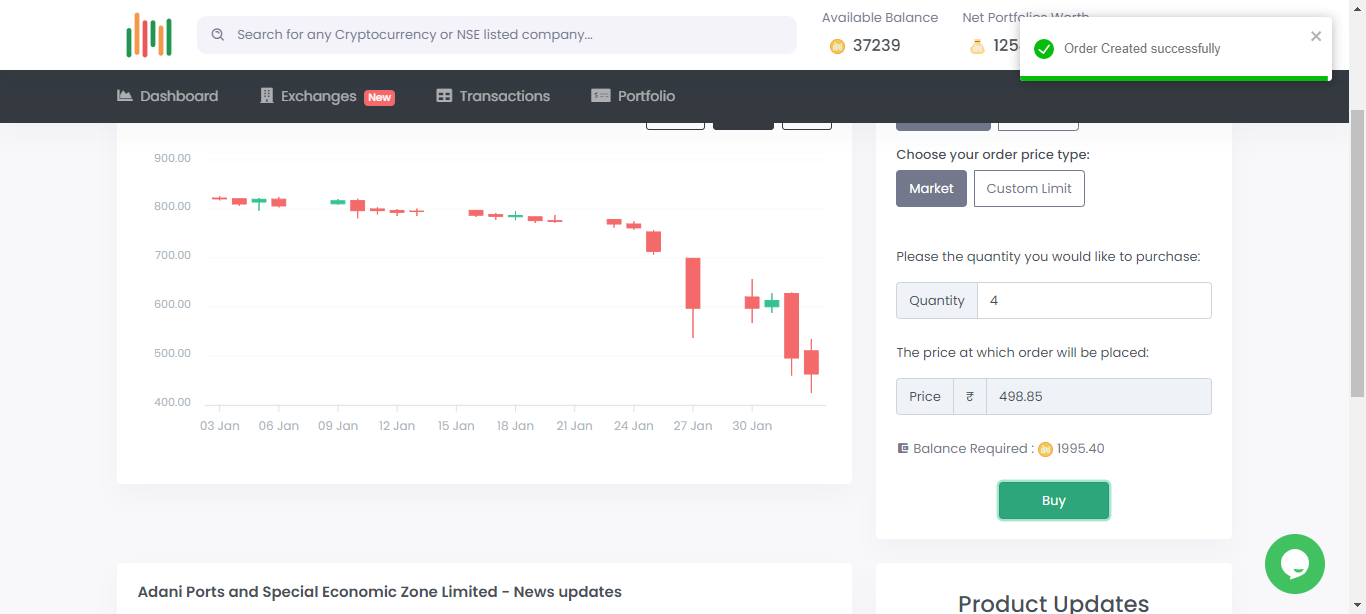 Search for any Cryptocurrency or NSE listed company...
Available Balance
37239
Net Portfolios Worth
Order Created successfully
Dashboard
Exchanges New
Transactions
Portfolio
900.00
800.00
700.00
600.00
500.00
400.00
03 Jan 06 Jan 09 Jan 12 Jan 15 Jan 18 Jan 21 Jan 24 Jan 27 Jan 30 Jan
Choose your order price type:
Market Custom Limit
Please the quantity you would like to purchase:
Quantity 4
The price at which order will be placed:
Price ₹ 498.85
Balance Required : 1995.40
Buy
Adani Ports and Special Economic Zone Limited - News updates
Product Updates